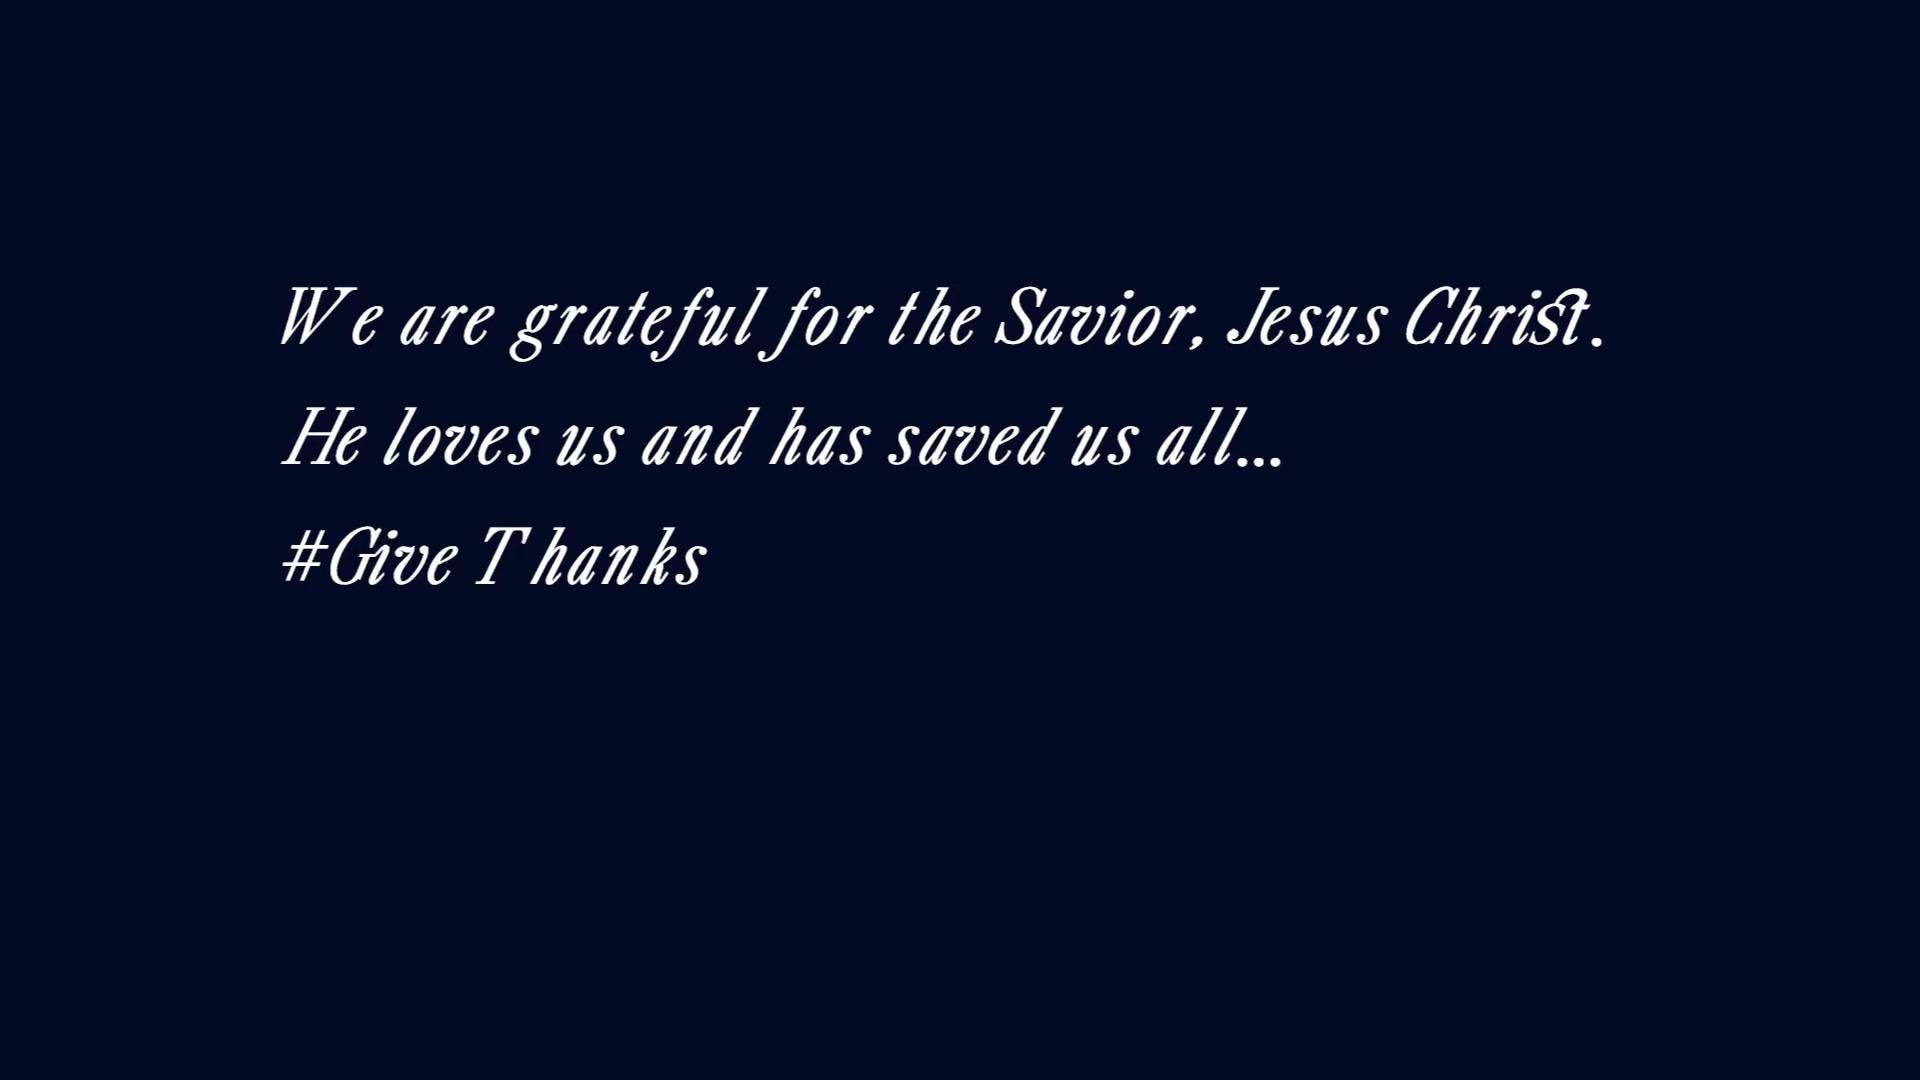 We are grateful for the Savior, Jesus Christ.
He loves us and has saved us all...
#Give Thanks